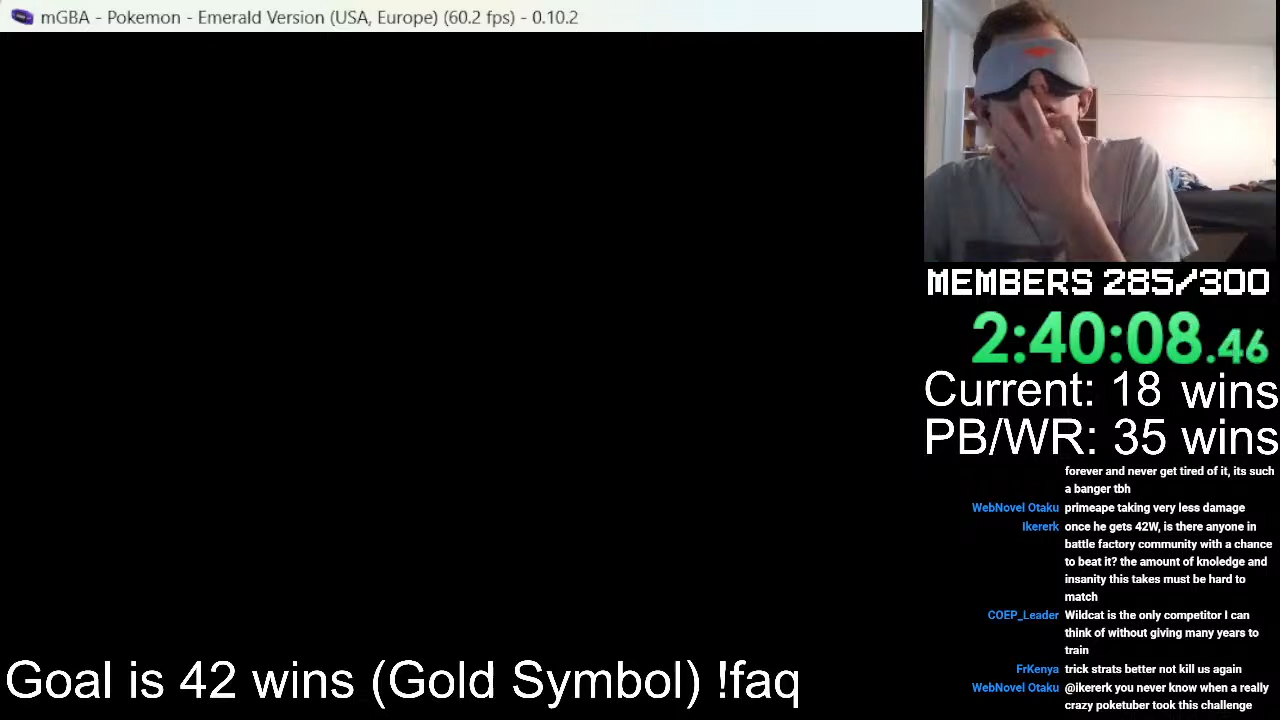 mGBA - Pokemon - Emerald Version (USA, Europe) (60.2 fps) - 0.10.2
MEMBERS 285/300
2:40:08.46
Current: 18 wins
PB/WR: 35 wins
forever and never get tired of it, its such
a banger tbh
WebNovel Otaku primeape taking very less damage
Ikererk once he gets 42W, is there anyone in
battle factory community with a chance
to beat it? the amount of knoledge and
insanity this takes must be hard to
match
COEP_Leader Wildcat is the only competitor I can
think of without giving many years to
train
FrKenya trick strats better not kill us again
WebNovel Otaku @ikererk you never know when a really
crazy poketuber took this challenge
Goal is 42 wins (Gold Symbol) !faq